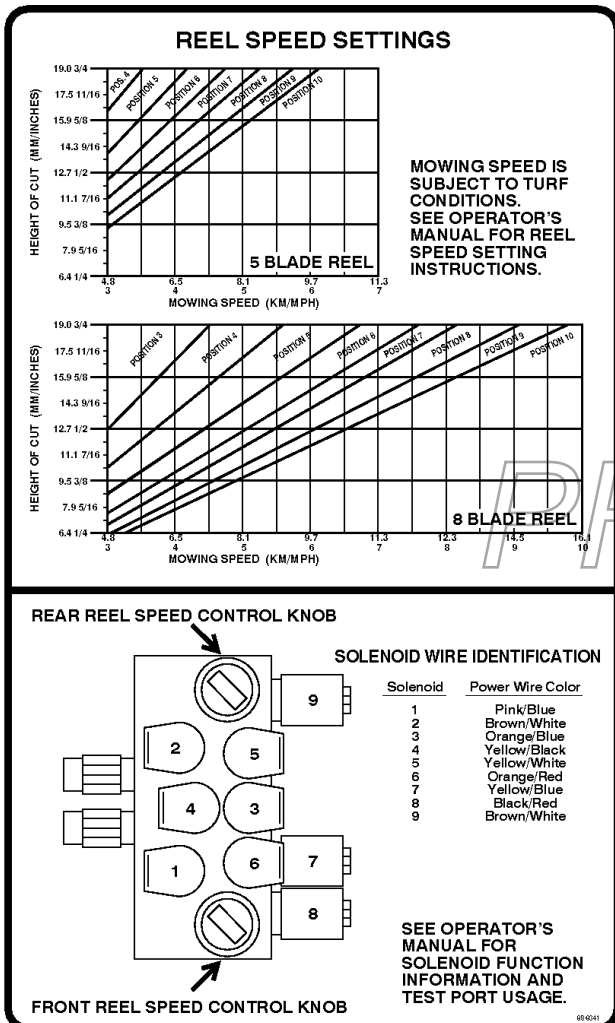 REEL SPEED SETTINGS
HEIGHT OF CUT (MM/INCHES)
19.0 3/4
17.5 11/16
15.9 5/8
14.3 9/16
12.7 1/2
11.1 7/16
9.5 3/8
7.9 5/16
6.4 1/4
POS. 4
POSITION 5
POSITION 6
POSITION 7
POSITION 8
POSITION 9
POSITION 10
5 BLADE REEL
4.8 6.5 8.1 9.7 11.3
3 4 5 6 7
MOWING SPEED (KM/MPH)
MOWING SPEED IS
SUBJECT TO TURF
CONDITIONS.
SEE OPERATOR'S
MANUAL FOR REEL
SPEED SETTING
INSTRUCTIONS.
HEIGHT OF CUT (MM/INCHES)
19.0 3/4
17.5 11/16
15.9 5/8
14.3 9/16
12.7 1/2
11.1 7/16
9.5 3/8
7.9 5/16
6.4 1/4
POSITION 3
POSITION 4
POSITION 5
POSITION 6
POSITION 7
POSITION 8
POSITION 9
POSITION 10
8 BLADE REEL
4.8 6.5 8.1 9.7 11.3 12.3 14.5 16.1
3 4 5 6 7 8 9 10
MOWING SPEED (KM/MPH)
PA
REAR REEL SPEED CONTROL KNOB
9
2
5
4
3
1
6
7
8
FRONT REEL SPEED CONTROL KNOB
SOLENOID WIRE IDENTIFICATION
Solenoid Power Wire Color
1 Pink/Blue
2 Brown/White
3 Orange/Blue
4 Yellow/Black
5 Yellow/White
6 Orange/Red
7 Yellow/Blue
8 Black/Red
9 Brown/White
SEE OPERATOR'S
MANUAL FOR
SOLENOID FUNCTION
INFORMATION AND
TEST PORT USAGE.